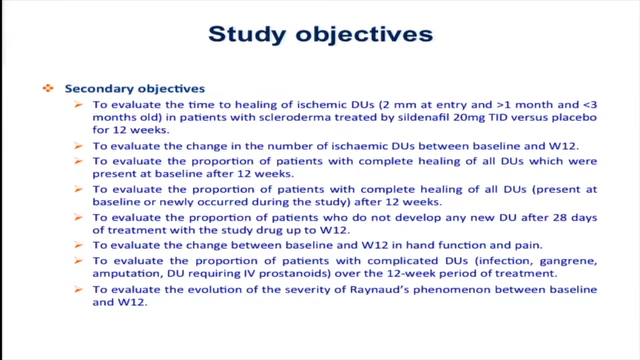 Study objectives
Secondary objectives
To evaluate the time to healing of ischemic DUs (2 mm at entry and >1 month and <3
months old) in patients with scleroderma treated by sildenafil 20mg TID versus placebo
for 12 weeks.
To evaluate the change in the number of ischaemic DUs between baseline and W12.
To evaluate the proportion of patients with complete healing of all DUs which were
present at baseline after 12 weeks.
To evaluate the proportion of patients with complete healing of all DUs (present at
baseline or newly occurred during the study) after 12 weeks.
To evaluate the proportion of patients who do not develop any new DU after 28 days
of treatment with the study drug up to W12.
To evaluate the change between baseline and W12 in hand function and pain.
To evaluate the proportion of patients with complicated DUs (infection, gangrene,
amputation, DU requiring IV prostanoids) over the 12-week period of treatment.
To evaluate the evolution of the severity of Raynaud's phenomenon between baseline
and W12.